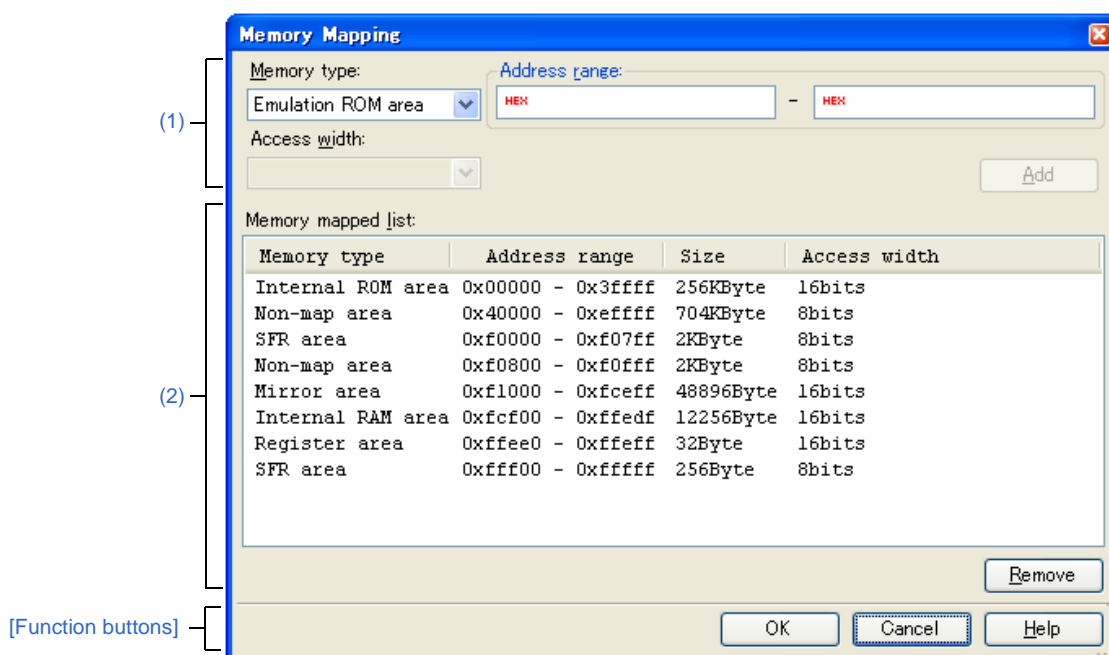 Memory Mapping
(1)
Memory type:
Address range:
Emulation ROM area
HEX
-
HEX
Access width:
Add
(2)
Memory mapped list:
Memory type Address range Size Access width
Internal ROM area 0x00000 - 0x3ffff 256KByte 16bits
Non-map area 0x40000 - 0xeffff 704KByte 8bits
SFR area 0xf0000 - 0xf07ff 2KByte 8bits
Non-map area 0xf0800 - 0xf0fff 2KByte 8bits
Mirror area 0xf1000 - 0xfceff 48896Byte 16bits
Internal RAM area 0xfcf00 - 0xffedf 12256Byte 16bits
Register area 0xffee0 - 0xffeff 32Byte 16bits
SFR area 0xfff00 - 0xfffff 256Byte 8bits
Remove
[Function buttons]
OK Cancel Help